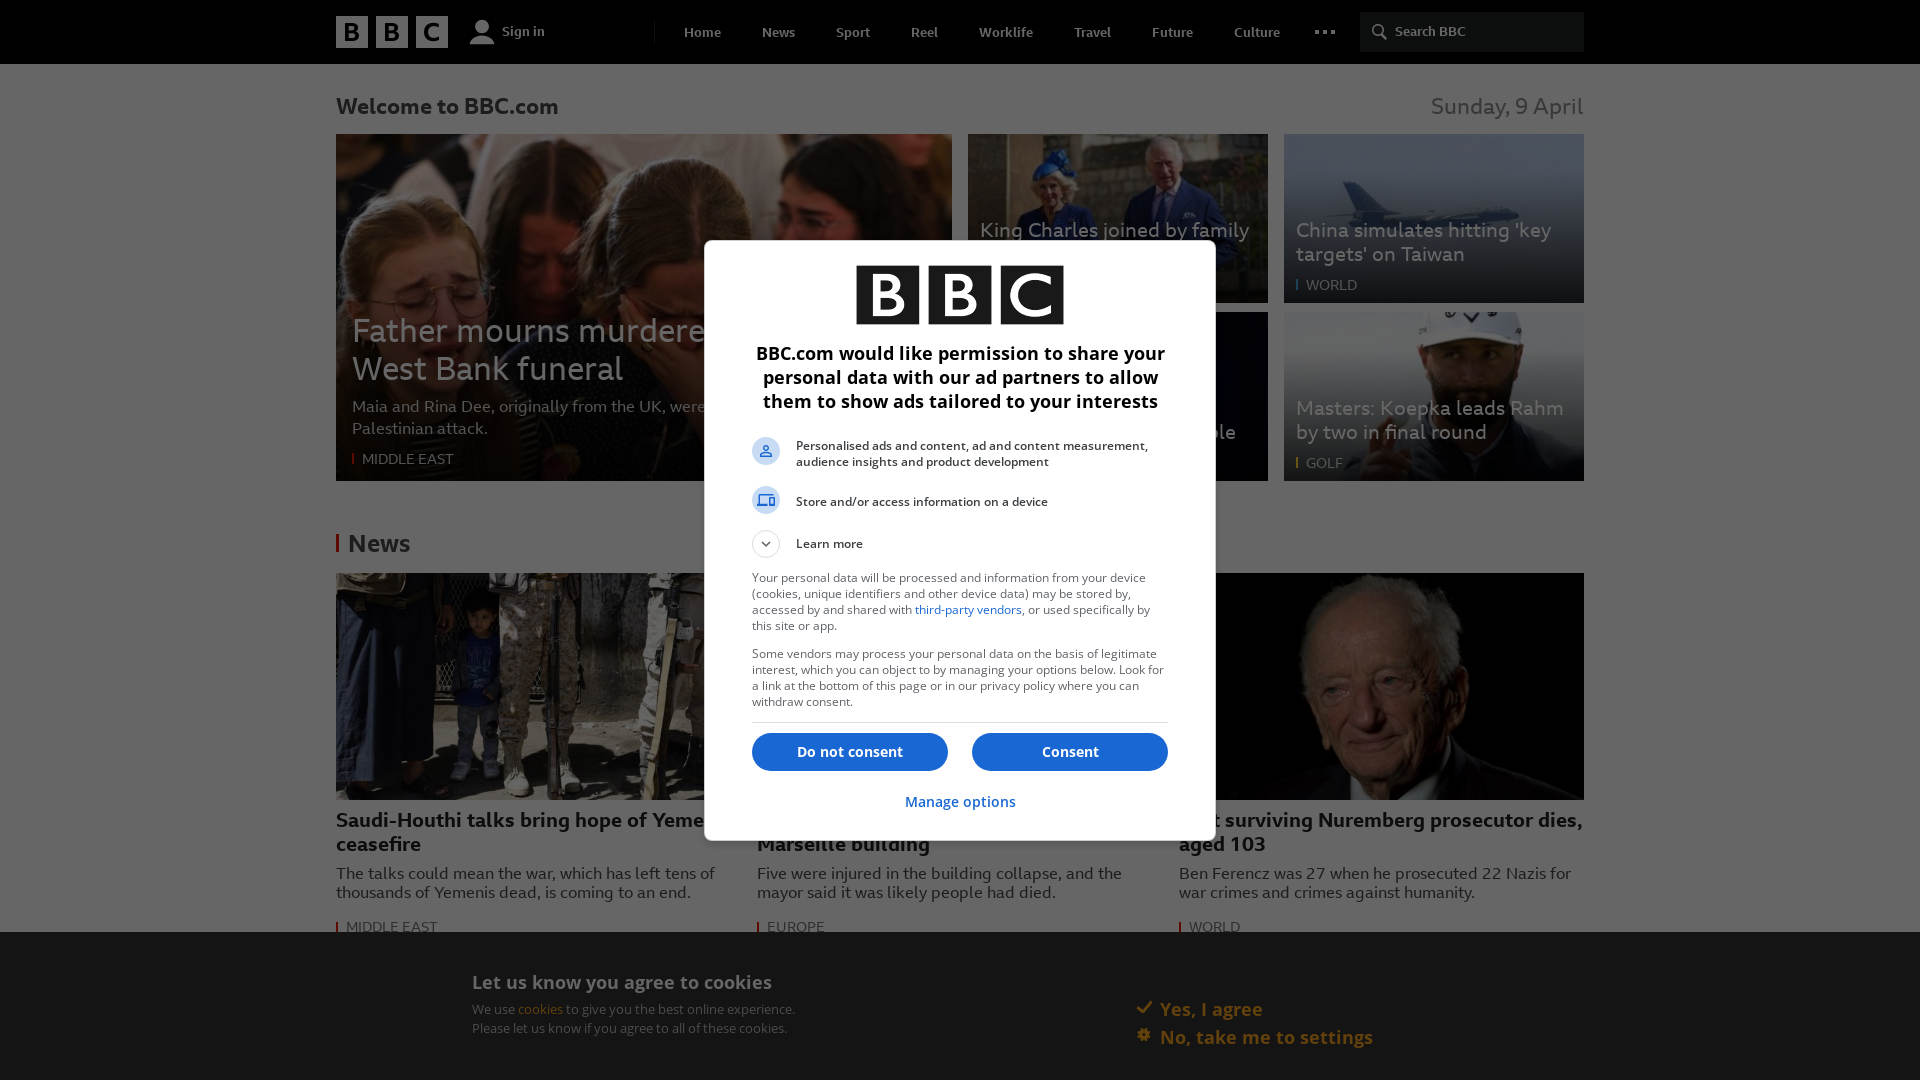 BBC
Sign in
Home
News
Sport
Reel
Worklife
Travel
Future
Culture
Search BBC
Welcome to BBC.com
Sunday, 9 April
Father mourns murdere
West Bank funeral
Maia and Rina Dee, originally from the UK, were
Palestinian attack.
MIDDLE EAST
King Charles joined by family
China simulates hitting 'key
targets' on Taiwan
WORLD
Masters: Koepka leads Rahm
by two in final round
GOLF
BBC
BBC.com would like permission to share your
personal data with our ad partners to allow
them to show ads tailored to your interests
Personalised ads and content, ad and content measurement,
audience insights and product development
Store and/or access information on a device
Learn more
Your personal data will be processed and information from your device
(cookies, unique identifiers and other device data) may be stored by,
accessed by and shared with third-party vendors, or used specifically by
this site or app.
Some vendors may process your personal data on the basis of legitimate
interest, which you can object to by managing your options below. Look for
a link at the bottom of this page or in our privacy policy where you can
withdraw consent.
Do not consent
Consent
Manage options
News
Saudi-Houthi talks bring hope of Yeme
ceasefire
The talks could mean the war, which has left tens of
thousands of Yemenis dead, is coming to an end.
MIDDLE EAST
Marseille building
Five were injured in the building collapse, and the
mayor said it was likely people had died.
EUROPE
surviving Nuremberg prosecutor dies,
aged 103
Ben Ferencz was 27 when he prosecuted 22 Nazis for
war crimes and crimes against humanity.
WORLD
Let us know you agree to cookies
We use cookies to give you the best online experience.
Please let us know if you agree to all of these cookies.
Yes, I agree
No, take me to settings